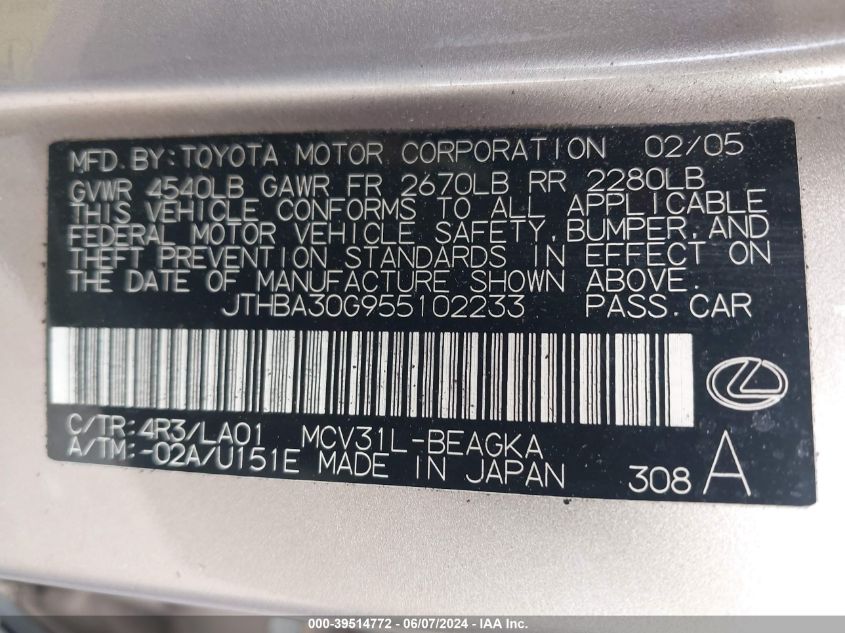 MFD. BY: TOYOTA MOTOR CORPORATION 02/05
GVWR 4540LB GAWR FR 2670LB RR 2280LB
THIS VEHICLE CONFORMS TO ALL APPLICABLE
FEDERAL MOTOR VEHICLE SAFETY, BUMPER, AND
THEFT PREVENTION STANDARDS IN EFFECT ON
THE DATE OF MANUFACTURE SHOWN ABOVE.
JTHBA30G955102233 PASS. CAR
C/TR: 4R3/LA01 MCV31L-BEAGKA
A/TM: -02A/U151E MADE IN JAPAN
308 A
000-39514772 - 06/07/2024 - IAA Inc.